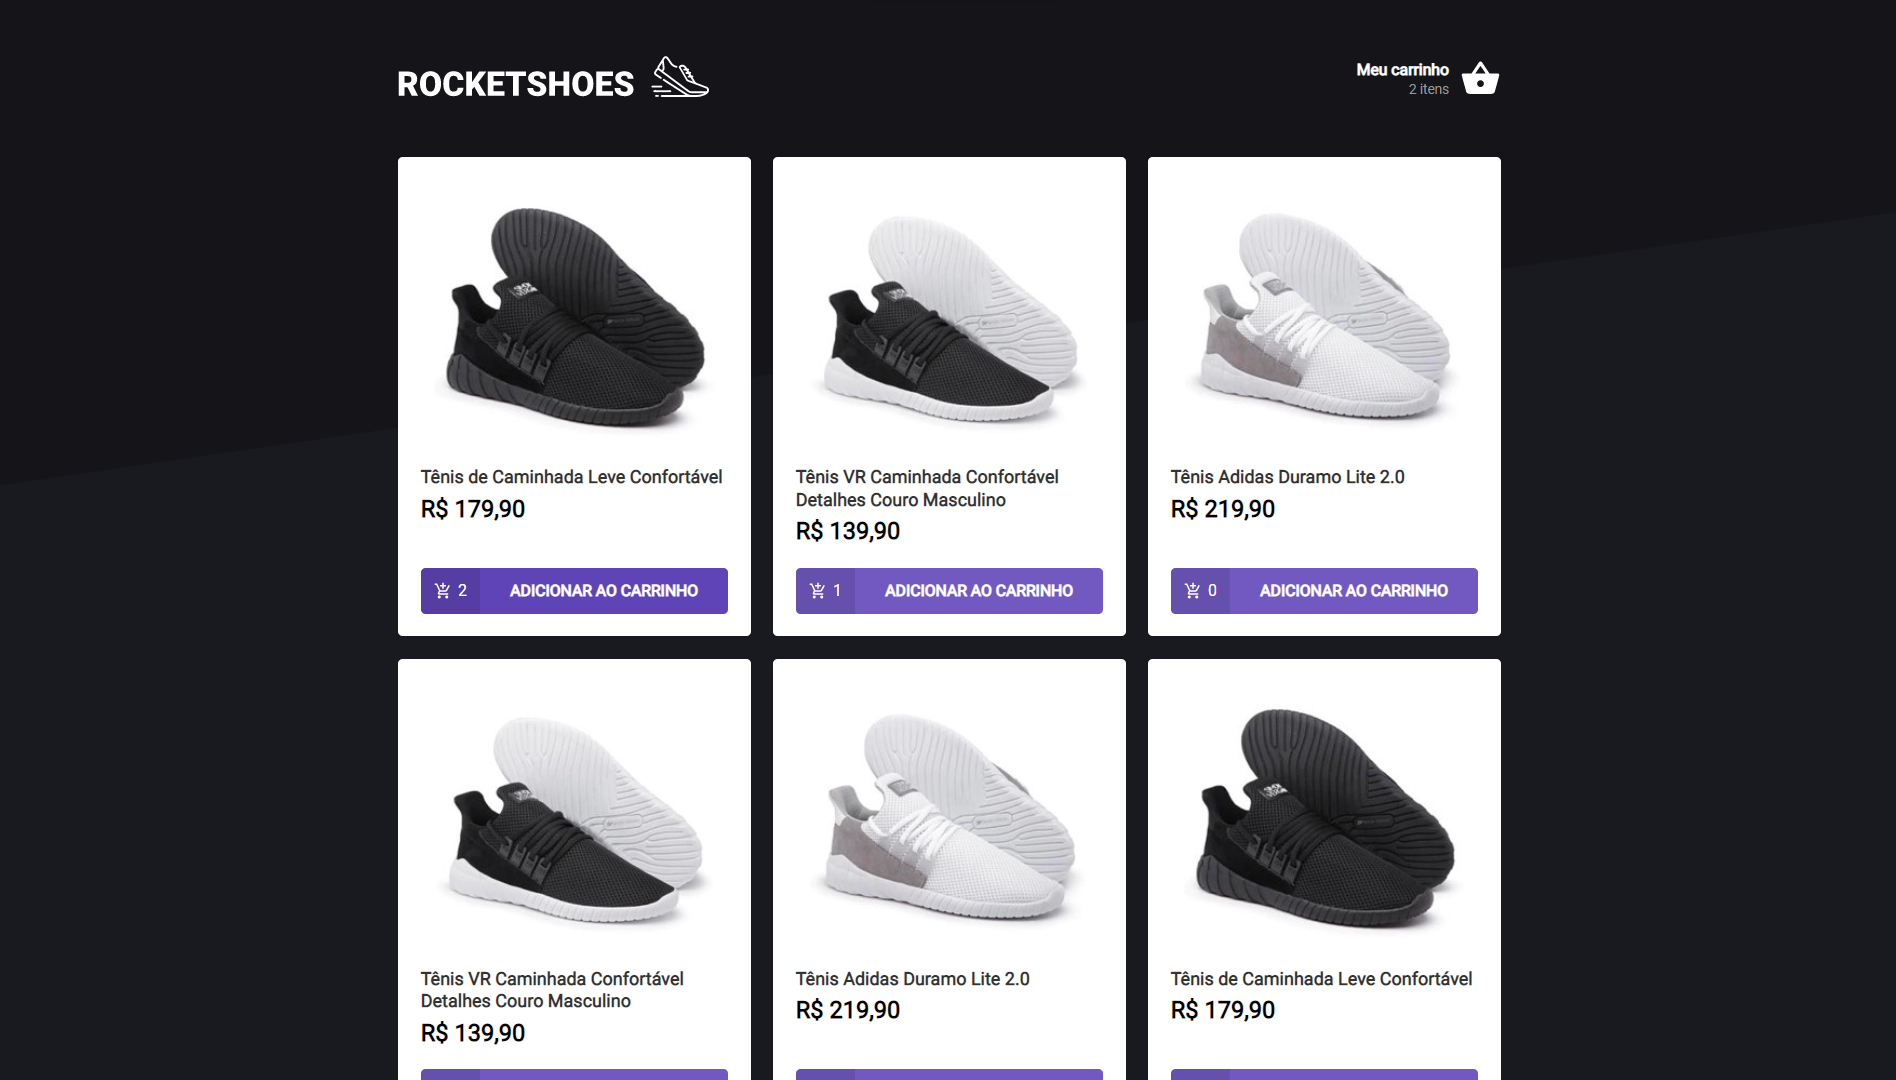 ROCKETSHOES
Meu carrinho
2 itens
Tênis de Caminhada Leve Confortável
R$ 179,90
2 ADICIONAR AO CARRINHO
Tênis VR Caminhada Confortável
Detalhes Couro Masculino
R$ 139,90
1 ADICIONAR AO CARRINHO
Tênis Adidas Duramo Lite 2.0
R$ 219,90
0 ADICIONAR AO CARRINHO
Tênis VR Caminhada Confortável
Detalhes Couro Masculino
R$ 139,90
Tênis Adidas Duramo Lite 2.0
R$ 219,90
Tênis de Caminhada Leve Confortável
R$ 179,90